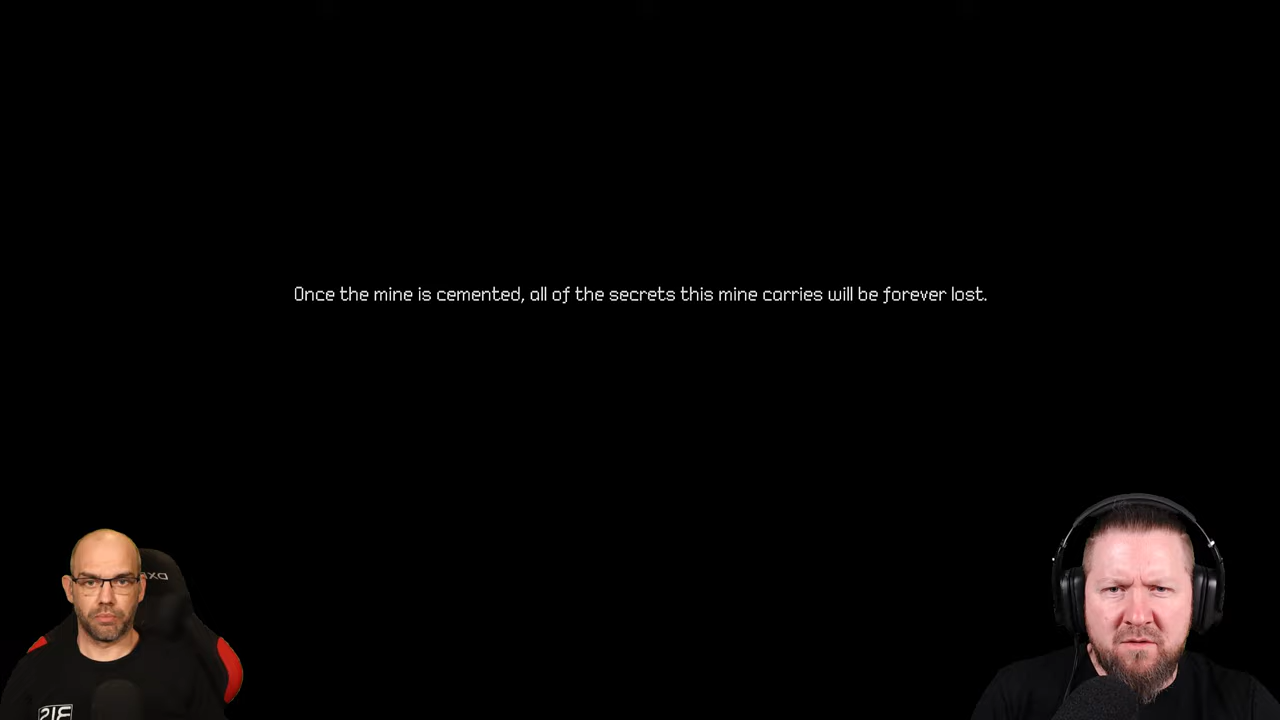 Once the mine is cemented, all of the secrets this mine carries will be forever lost.